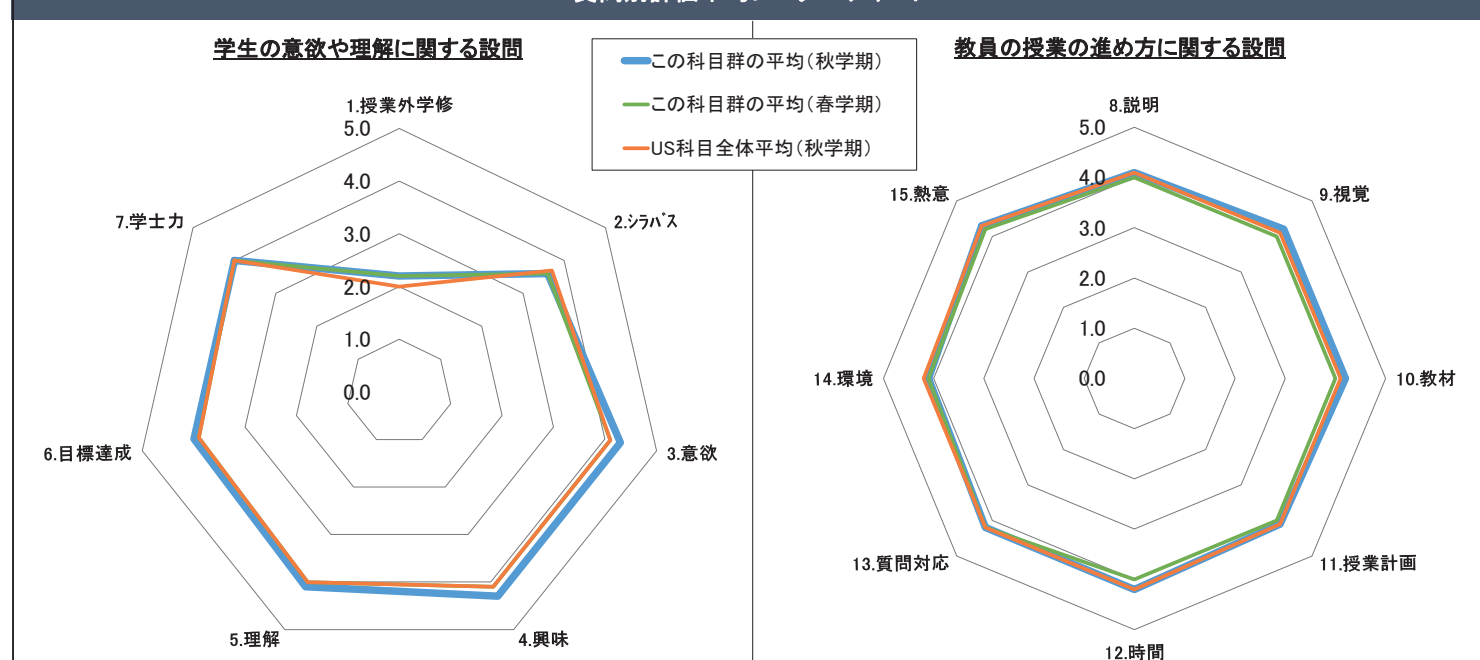 学生の意欲や理解に関する設問
教員の授業の進め方に関する設問
この科目群の平均（秋学期）
この科目群の平均（春学期）
US科目全体平均（秋学期）
1.授業外学修
5.0
4.0
3.0
2.0
1.0
0.0
2.ｼﾗﾊﾞｽ
3.意欲
4.興味
5.理解
6.目標達成
7.学士力
8.説明
5.0
4.0
3.0
2.0
1.0
0.0
9.視覚
10.教材
11.授業計画
12.時間
13.質問対応
14.環境
15.熱意